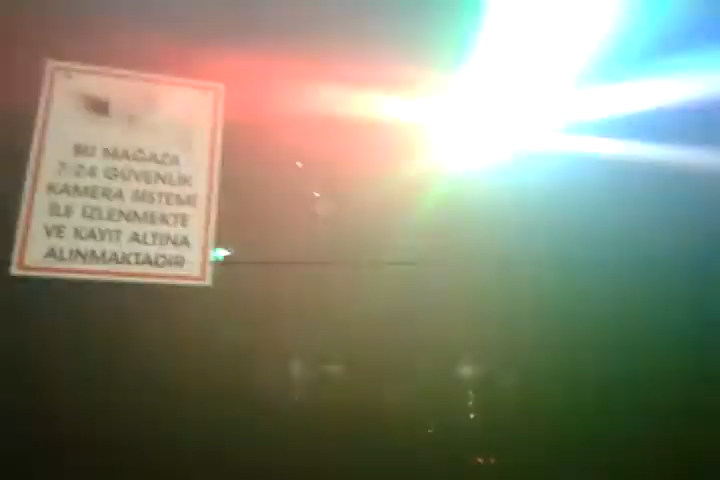 BU MAĞAZA
7/24 GÜVENLİK
KAMERA SİSTEMİ
İLE İZLENMEKTE
VE KAYIT ALTINA
ALINMAKTADIR